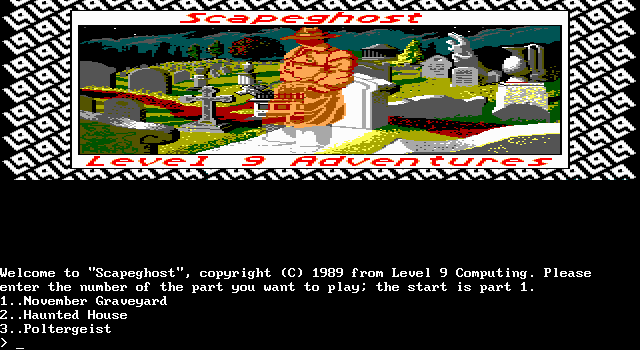 Scapeghost
Level 9 Adventures
Welcome to "Scapeghost", copyright (C) 1989 from Level 9 Computing. Please
enter the number of the part you want to play; the start is part 1.
1..November Graveyard
2..Haunted House
3..Poltergeist
> _